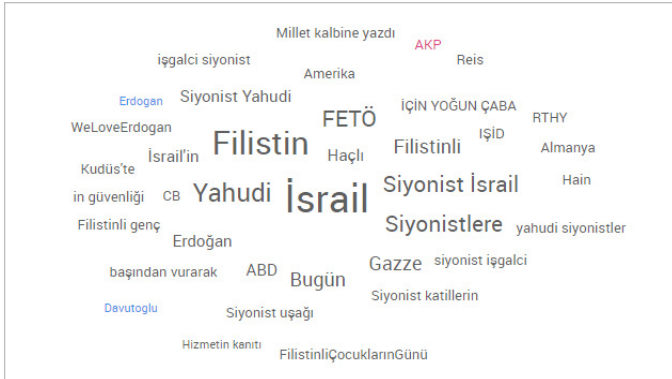 Millet kalbine yazdı
AKP
işgalci siyonist
Reis
Amerika
Erdogan
Siyonist Yahudi
FETÖ
İÇİN YOĞUN ÇABA
RTHY
WeLoveErdogan
Filistin
IŞİD
Filistinli
Almanya
İsrail'in
Haçlı
Kudüs'te
Siyonist İsrail
Hain
in güvenliği
CB
Yahudi
İsrail
Filistinli genç
Siyonistlere
yahudi siyonistler
Erdoğan
başından vurarak
ABD
Bugün
Gazze
siyonist işgalci
Siyonist katillerin
Davutoglu
Siyonist uşağı
Hizmetin kanıtı
FilistinliÇocuklarınGünü